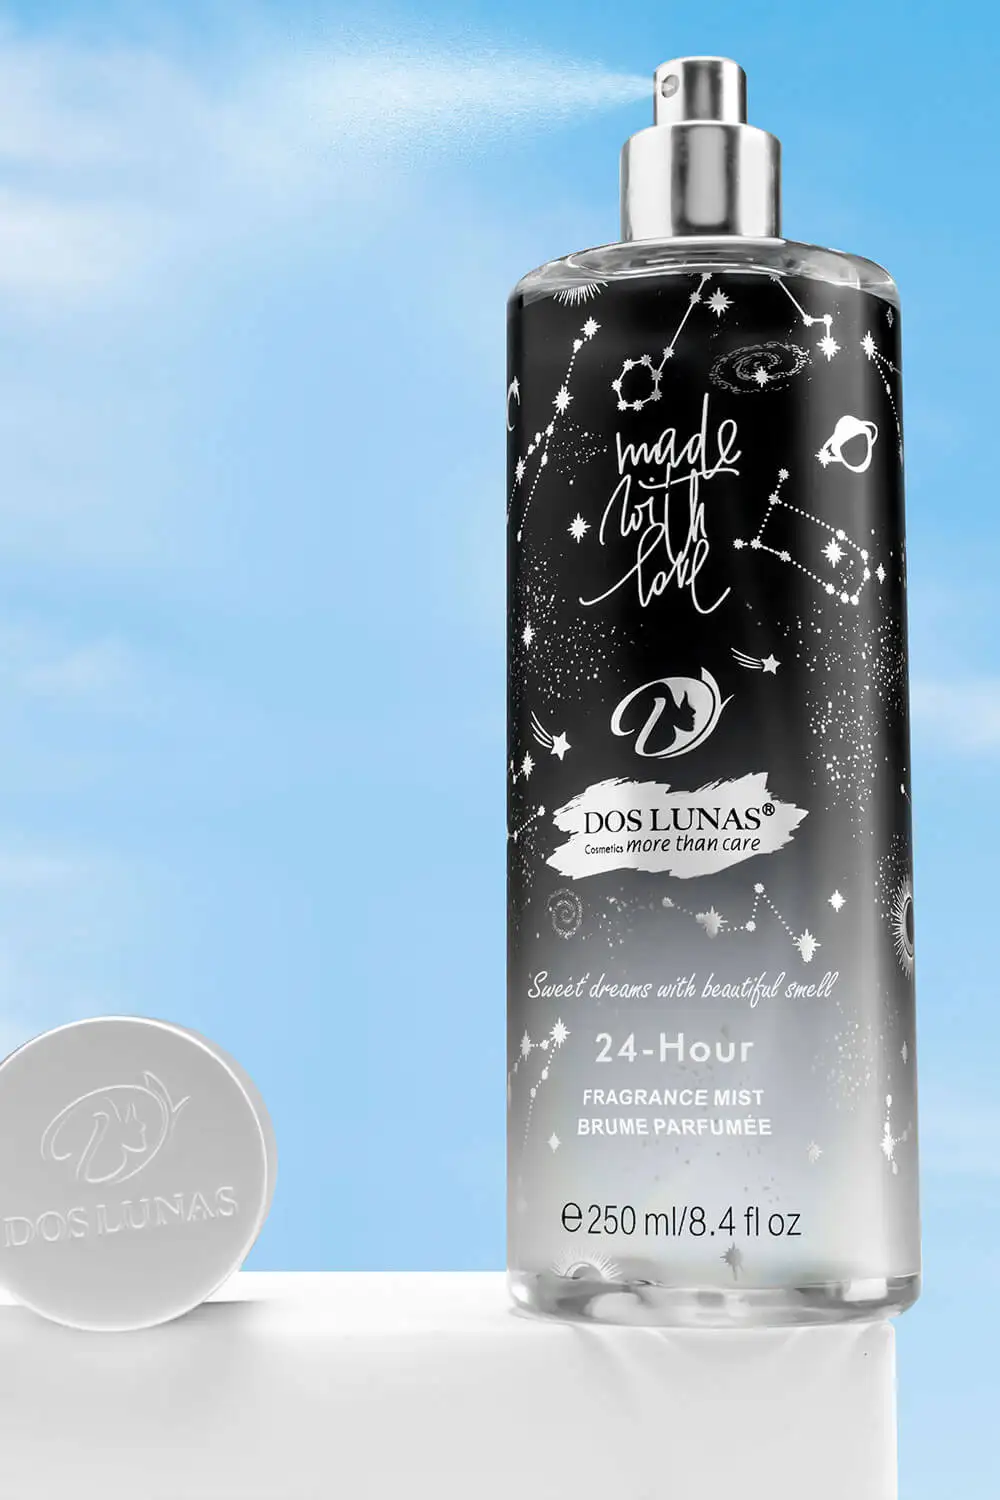 made
with
love
DOS LUNAS®
Cosmetics more than care
Sweet dreams with beautiful smell
24-Hour
FRAGRANCE MIST
BRUME PARFUMÉE
℮250 ml/8.4 fl oz
DOS LUNAS